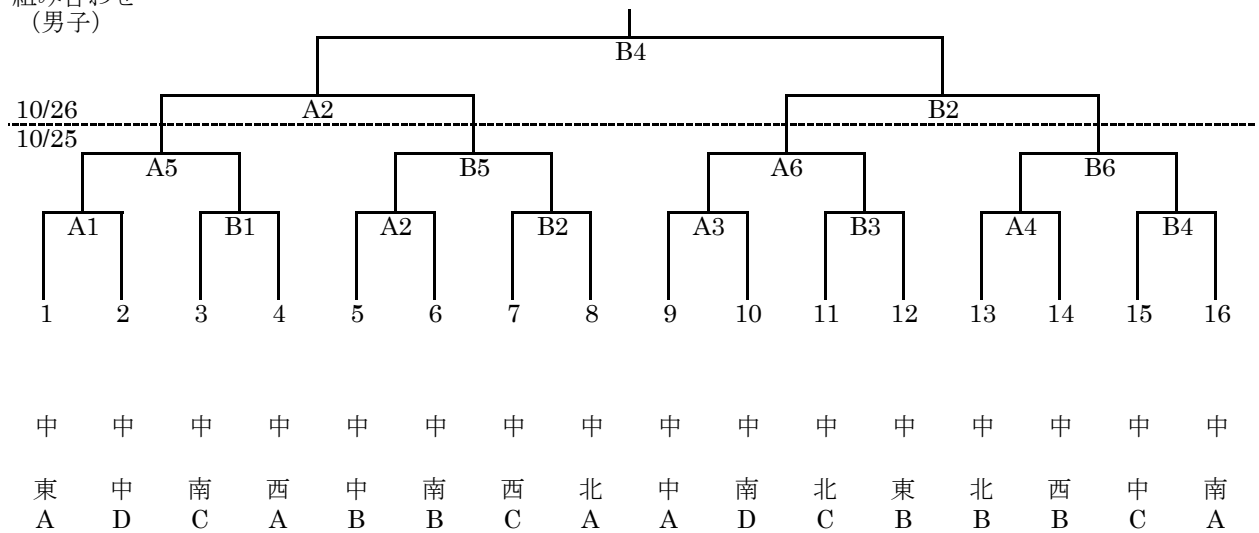 組み合わせ
（男子）
B4
10/26
A2 B2
10/25
A5 B5 A6 B6
A1 B1 A2 B2 A3 B3 A4 B4
1 2 3 4 5 6 7 8 9 10 11 12 13 14 15 16
中 中 中 中 中 中 中 中 中 中 中 中 中 中 中 中
東 中 南 西 中 南 西 北 中 南 北 東 北 西 中 南
A D C A B B C A A D C B B B C A